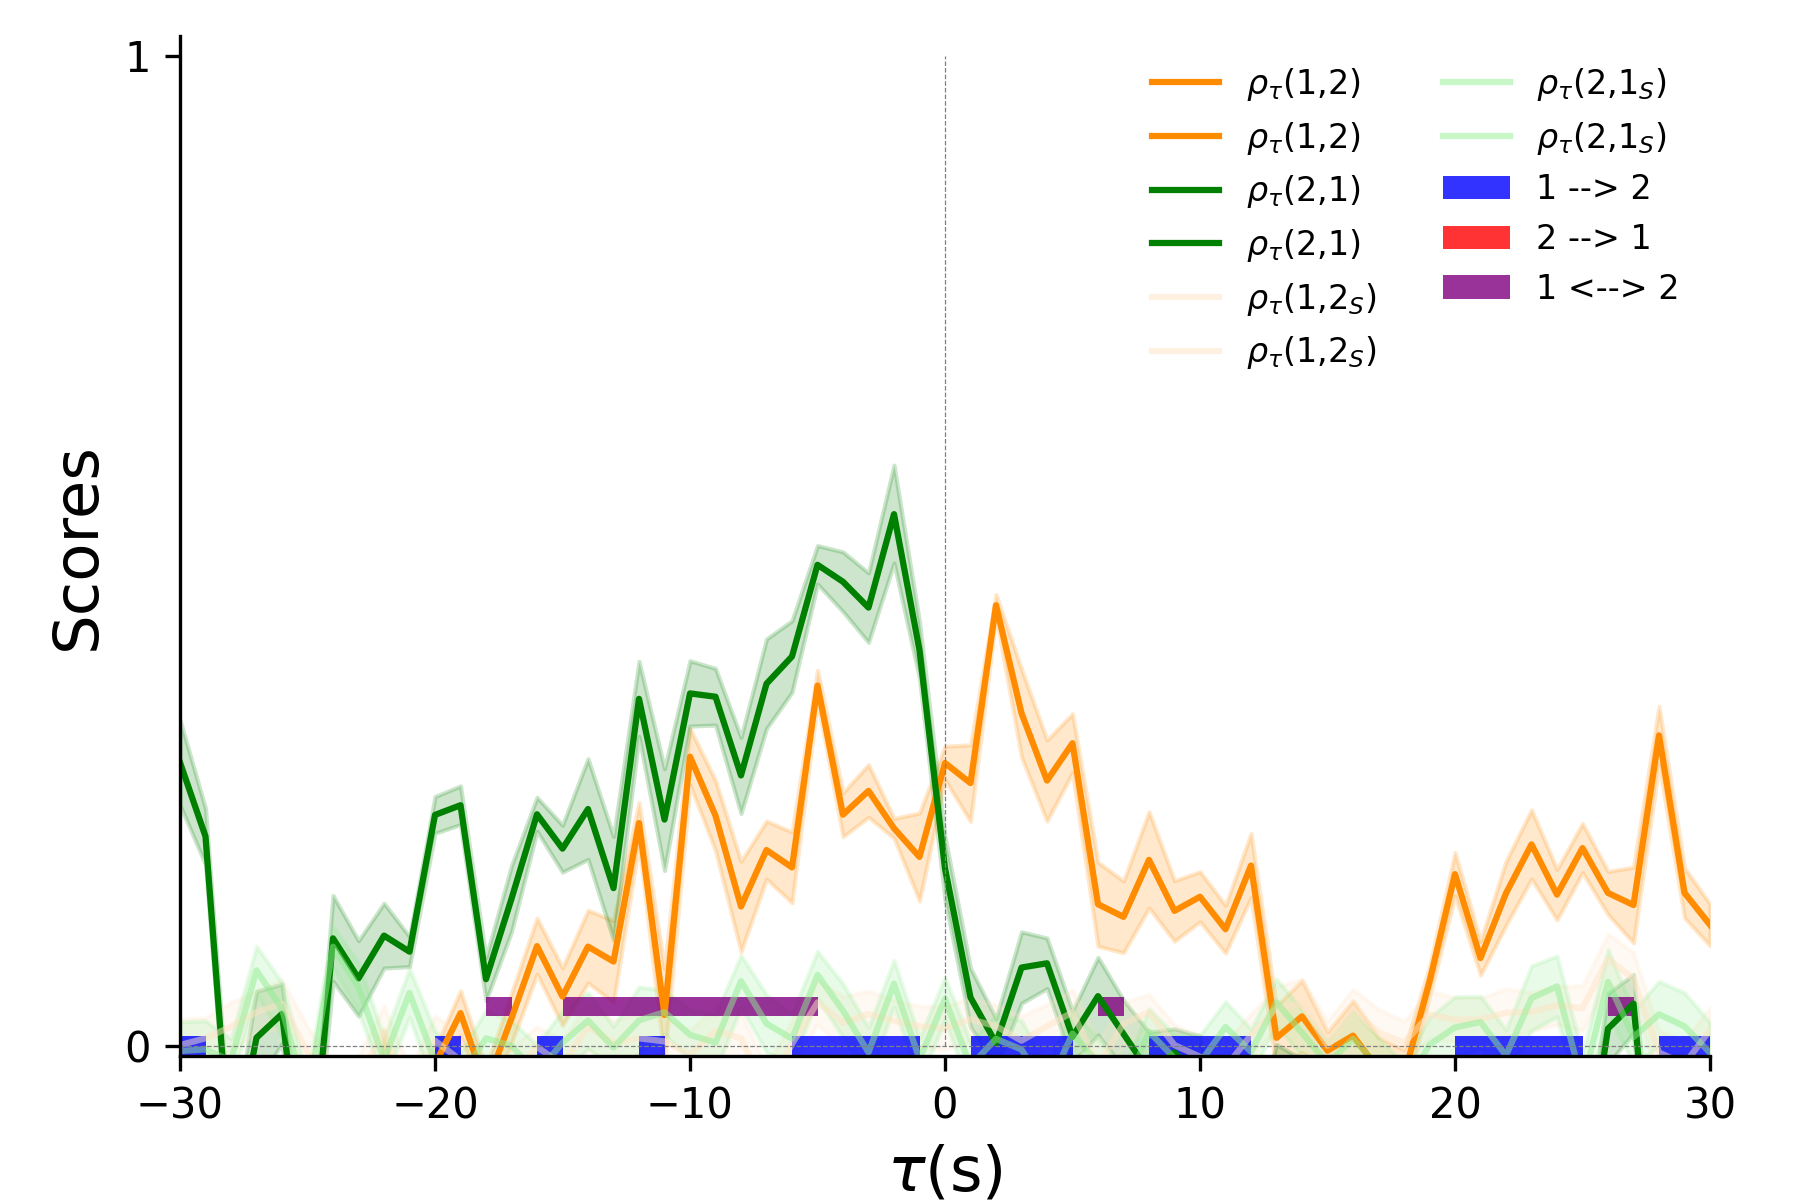 Scores
1
0
ρτ(1,2)
ρτ(1,2)
ρτ(2,1)
ρτ(2,1)
ρτ(1,2S)
ρτ(1,2S)
ρτ(2,1S)
ρτ(2,1S)
1 --> 2
2 --> 1
1 <--> 2
−30 −20 −10 0 10 20 30
τ(s)